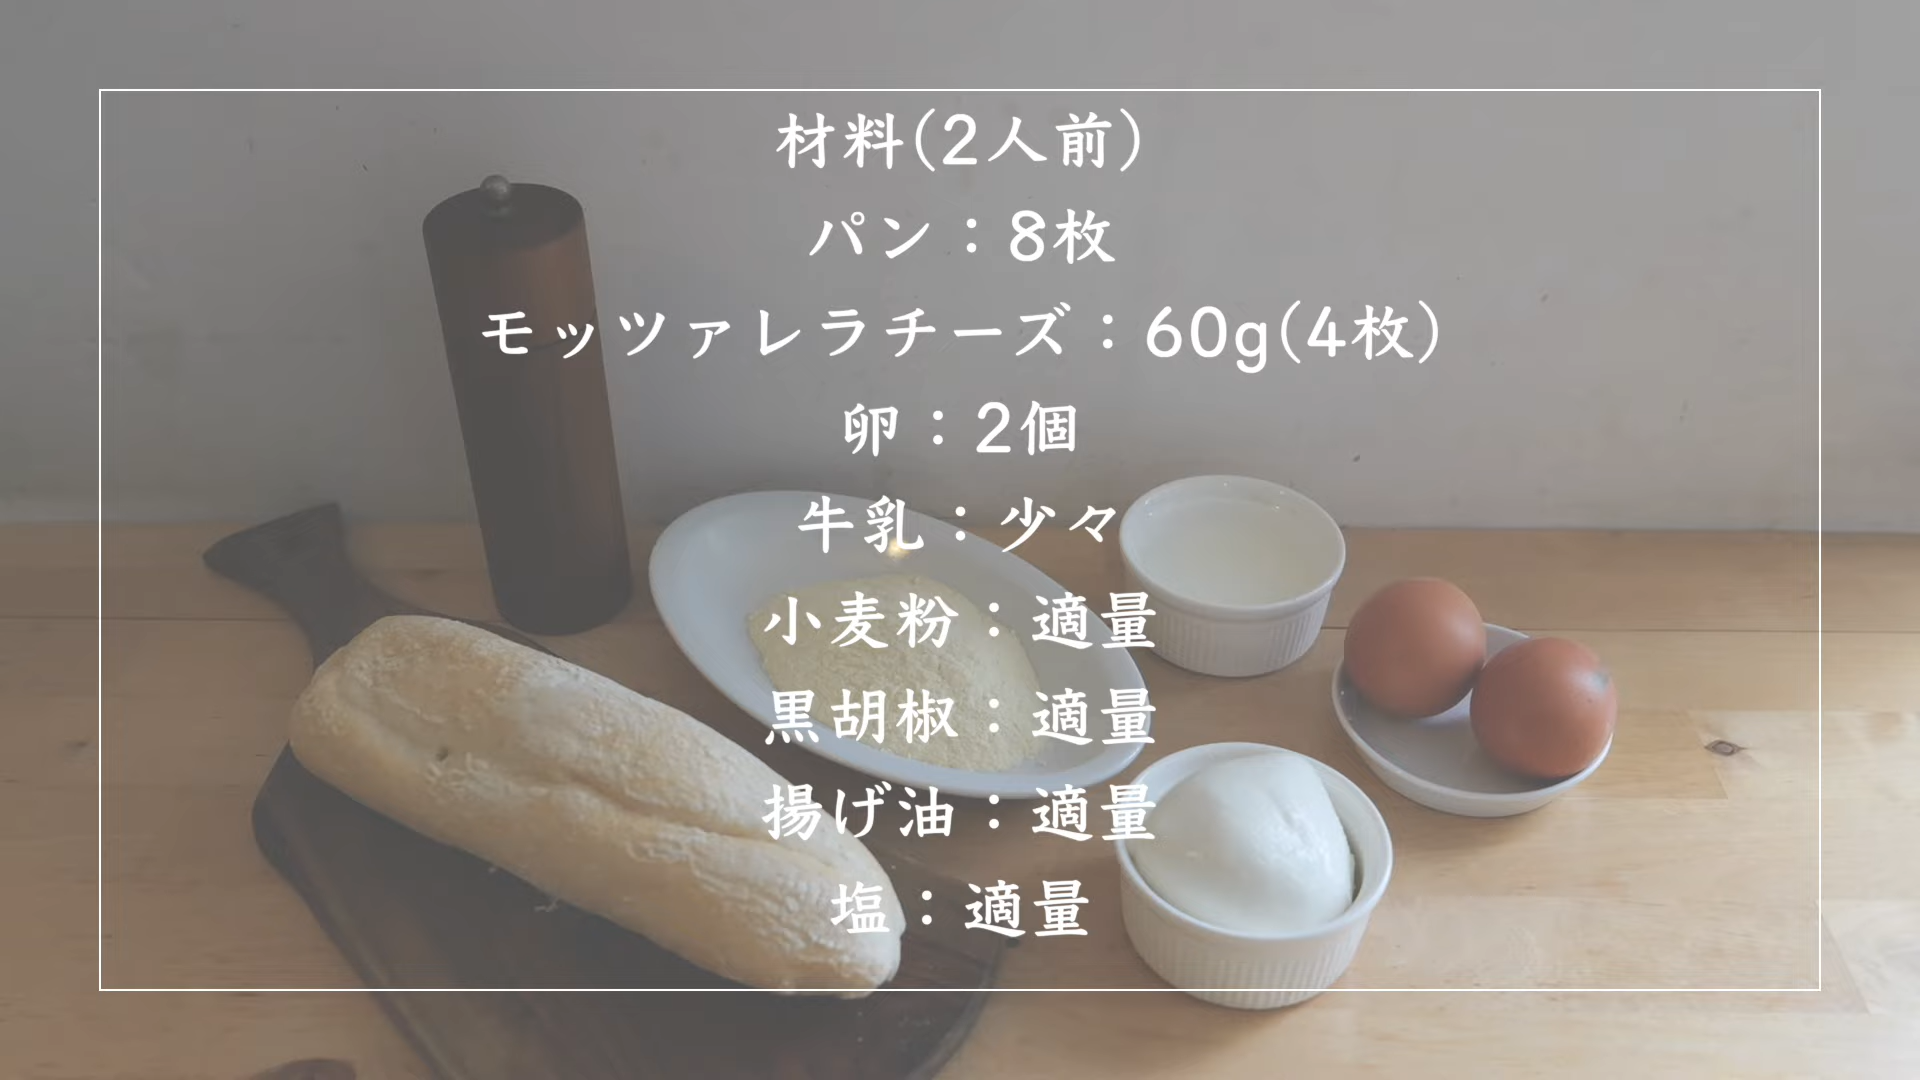 材料(2人前)
パン：8枚
モッツァレラチーズ：60g(4枚)
卵：2個
牛乳：少々
小麦粉：適量
黒胡椒：適量
揚げ油：適量
塩：適量